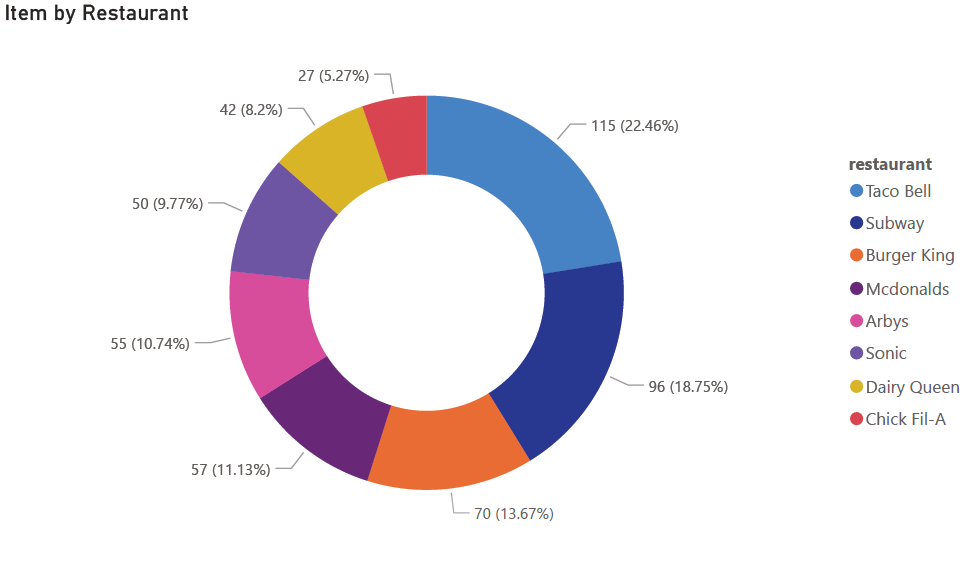 Item by Restaurant
27 (5.27%)
42 (8.2%)
115 (22.46%)
50 (9.77%)
55 (10.74%)
96 (18.75%)
57 (11.13%)
70 (13.67%)
restaurant
Taco Bell
Subway
Burger King
Mcdonalds
Arbys
Sonic
Dairy Queen
Chick Fil-A